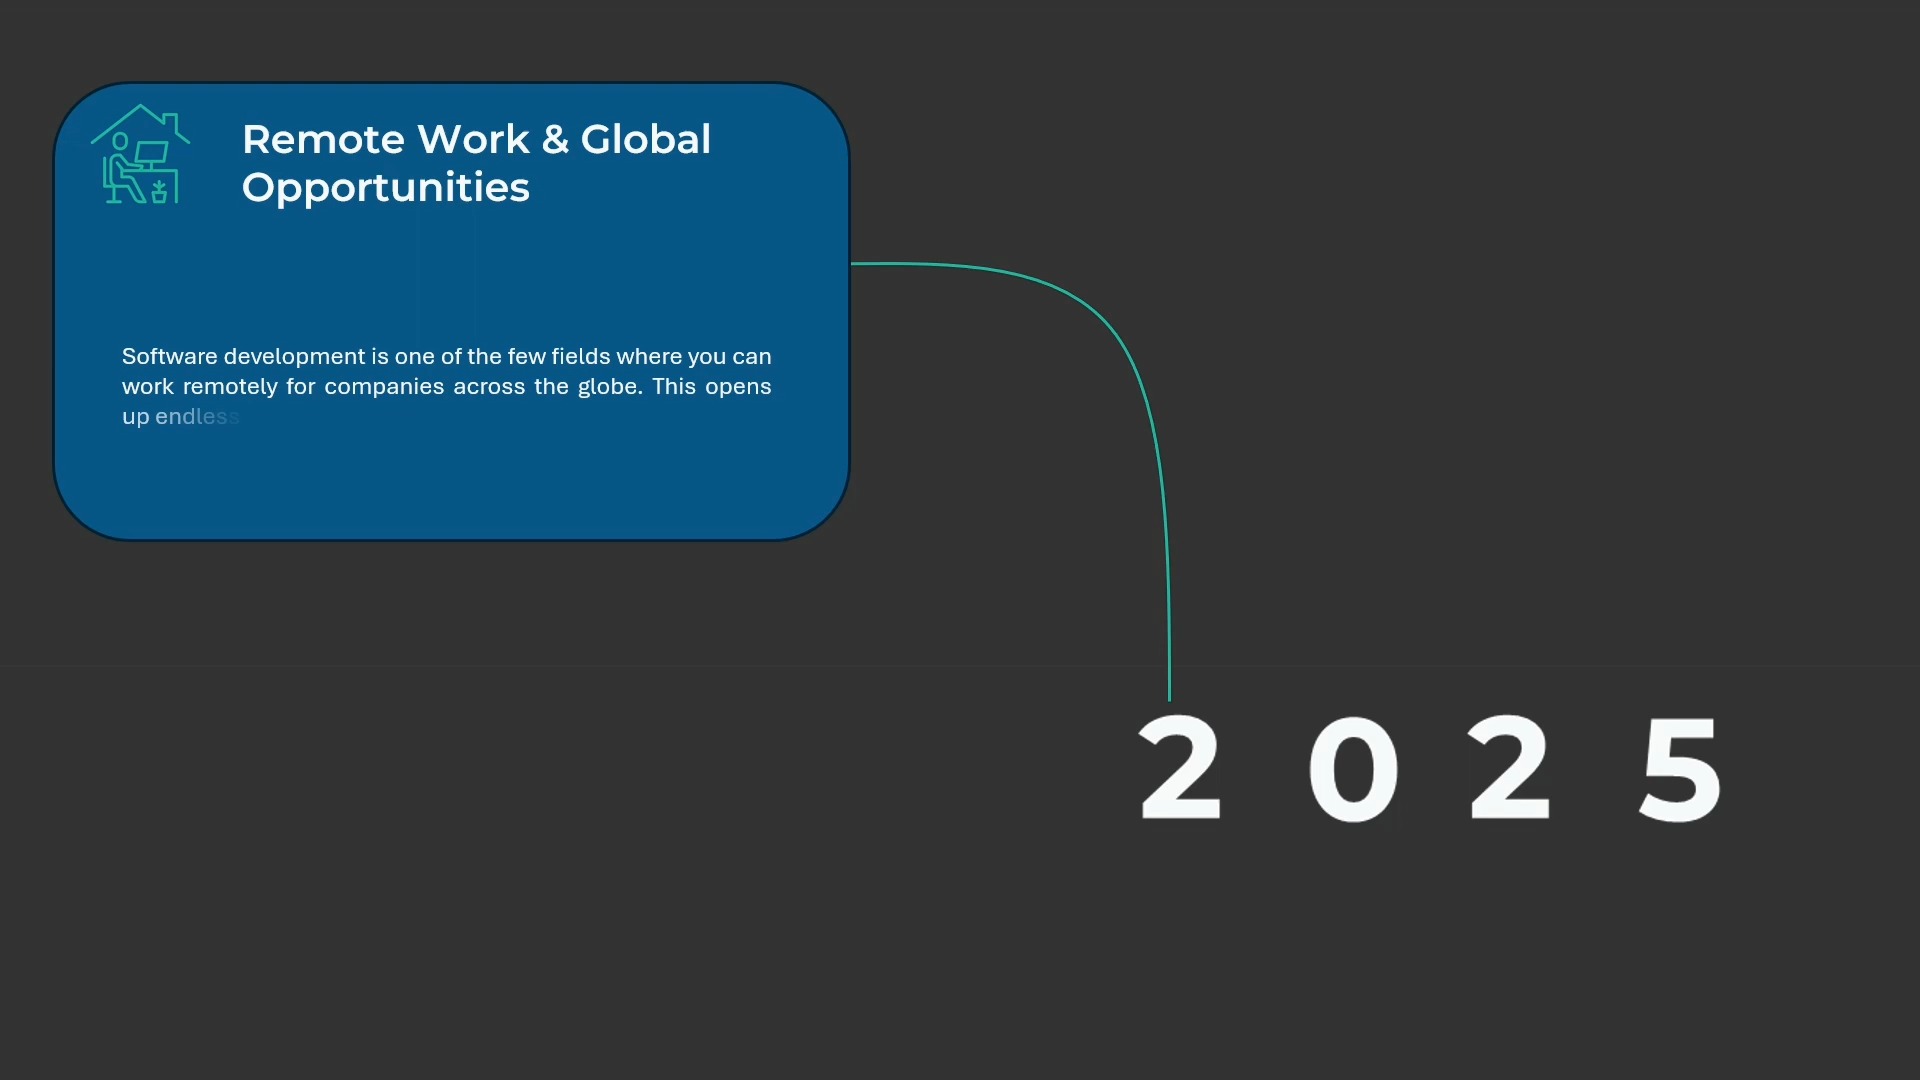 Remote Work & Global
Opportunities
Software development is one of the few fields where you can
work remotely for companies across the globe. This opens
up endless
2 0 2 5